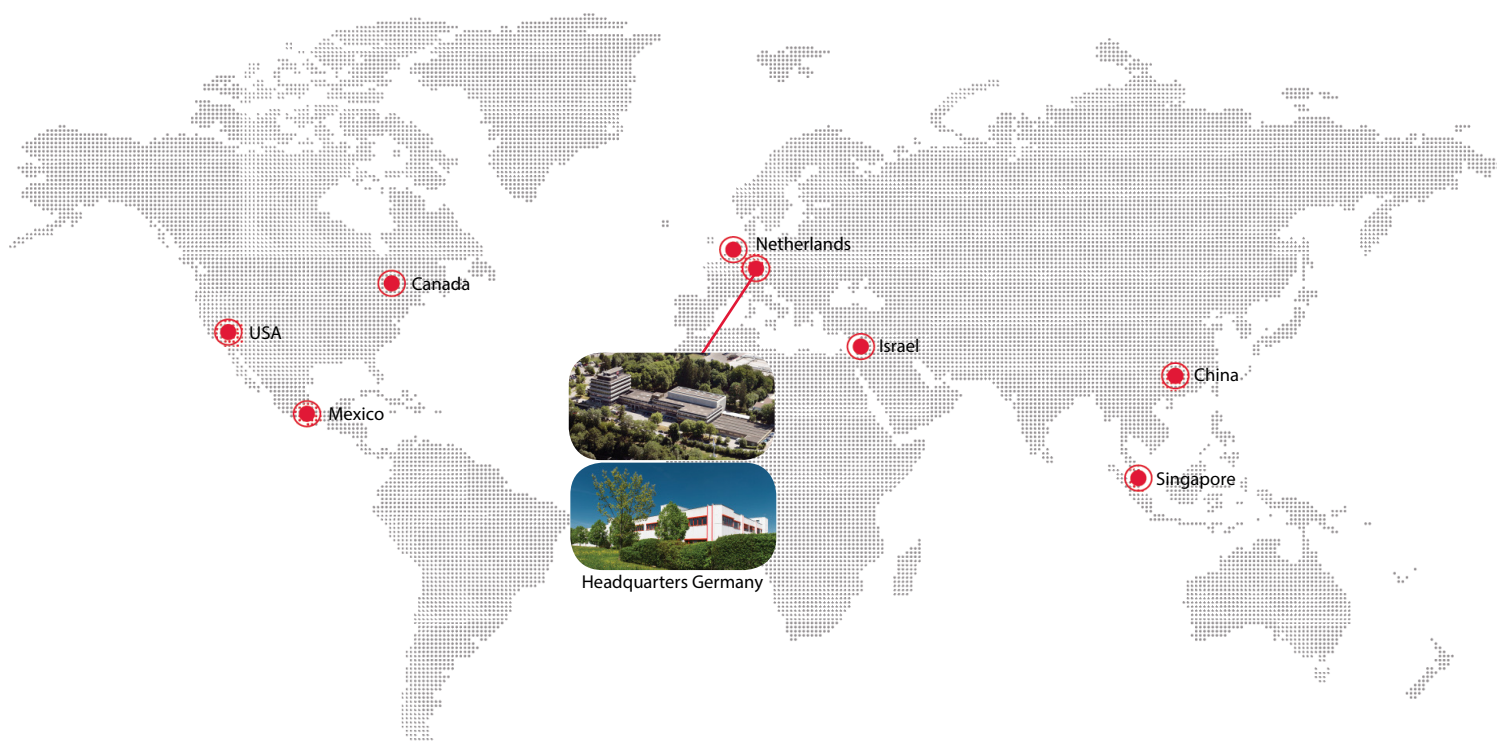 Netherlands
Canada
USA
Israel
China
Mexico
Singapore
Headquarters Germany